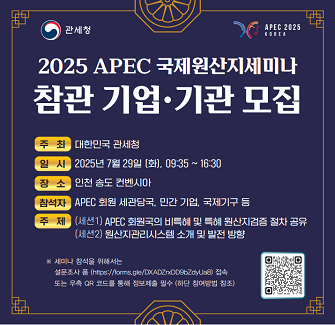 관세청
APEC 2025
KOREA
2025 APEC 국제원산지세미나
참관 기업·기관 모집
주 최 대한민국 관세청
일 시 2025년 7월 29일 (화), 09:35 ~ 16:30
장 소 인천 송도 컨벤시아
참석자 APEC 회원 세관당국, 민간 기업, 국제기구 등
주 제 (세션1) APEC 회원국의 비특혜 및 특혜 원산지검증 절차 공유
(세션2) 원산지관리시스템 소개 및 발전 방향
※ 세미나 참석을 위해서는
설문조사 폼 (https://forms.gle/DXADZrxOD9bZdyUa8) 접속
또는 우측 QR 코드를 통해 정보제출 필수 (하단 참여방법 참조)